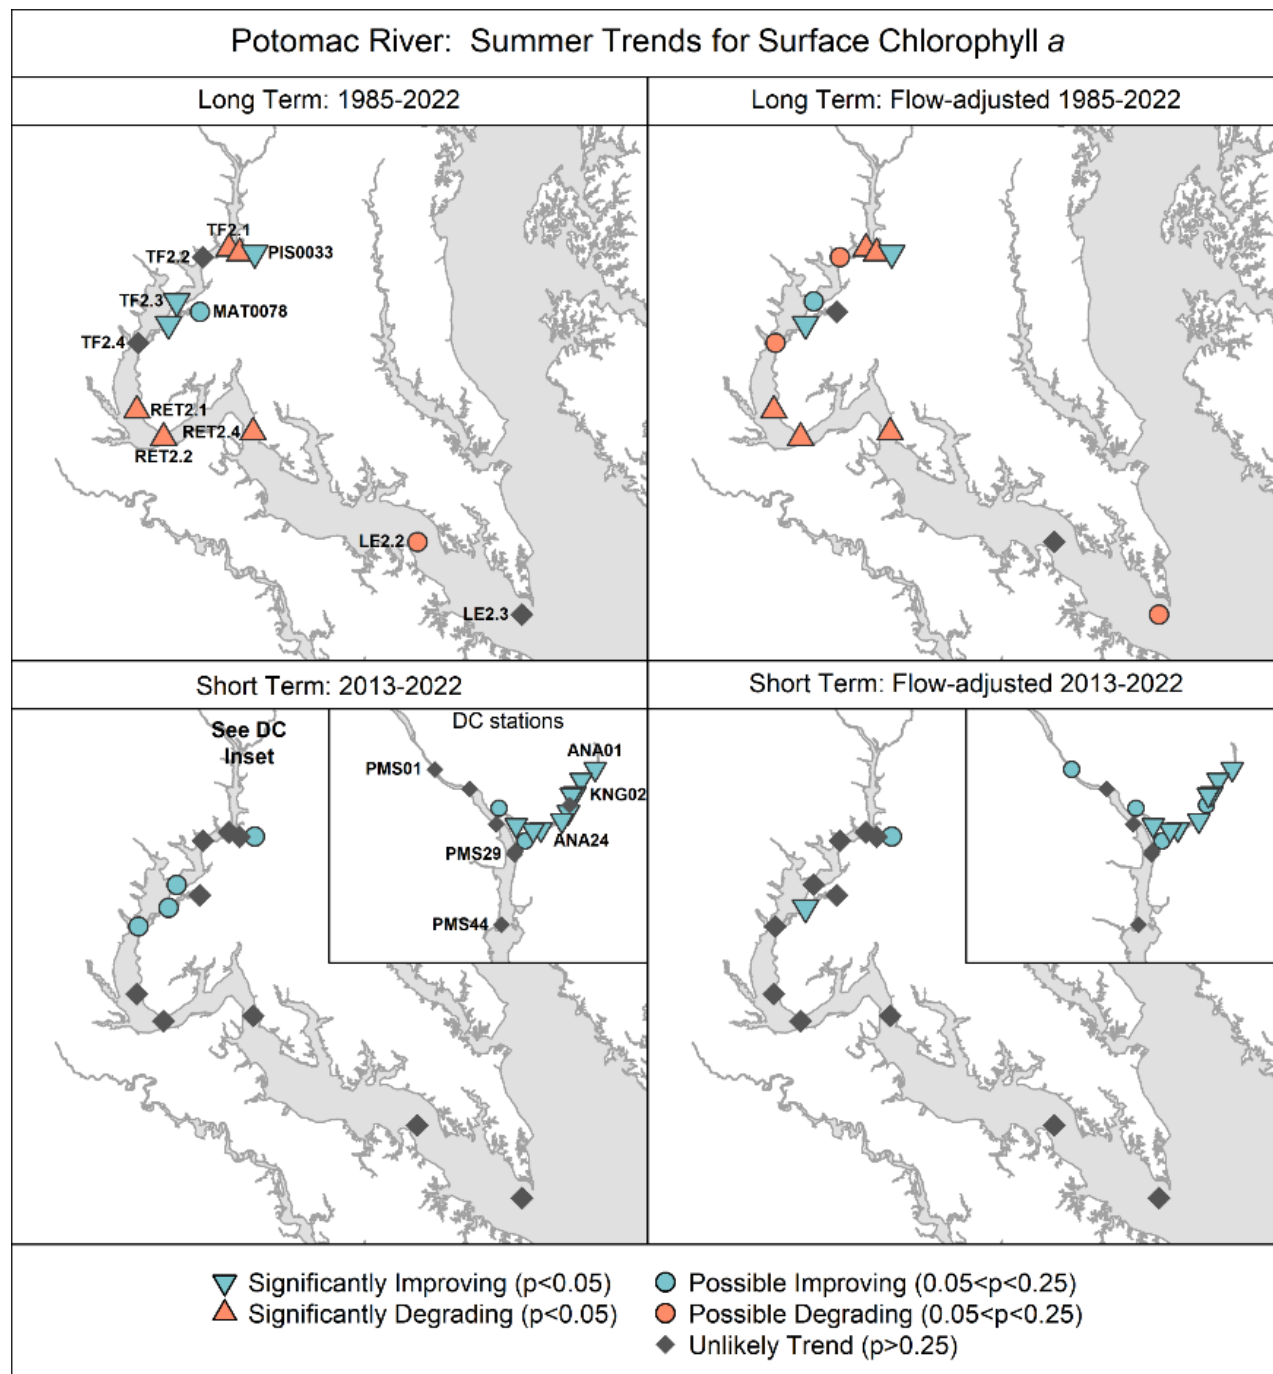 Potomac River: Summer Trends for Surface Chlorophyll a
Long Term: 1985-2022
Long Term: Flow-adjusted 1985-2022
TF2.1
PIS0033
TF2.2
TF2.3
MAT0078
TF2.4
RET2.1
RET2.4
RET2.2
LE2.2
LE2.3
Short Term: 2013-2022
Short Term: Flow-adjusted 2013-2022
See DC
Inset
DC stations
ANA01
PMS01
KNG02
ANA24
PMS29
PMS44
Significantly Improving (p<0.05)
Possible Improving (0.05<p<0.25)
Significantly Degrading (p<0.05)
Possible Degrading (0.05<p<0.25)
Unlikely Trend (p>0.25)